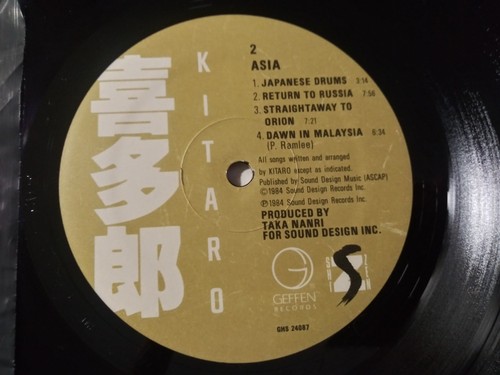 喜多郎
KITARO
2
ASIA
1. JAPANESE DRUMS 2:14
2. RETURN TO RUSSIA 7:56
3. STRAIGHTAWAY TO
ORION 7:21
4. DAWN IN MALAYSIA 6:34
(P. Ramlee)
All songs written and arranged
by KITARO except as indicated.
Published by Sound Design Music (ASCAP)
©1984 Sound Design Records Inc.
℗1984 Sound Design Records Inc.
PRODUCED BY
TAKA NANRI
FOR SOUND DESIGN INC.
G
GEFFEN
RECORDS
S
GHS 24087